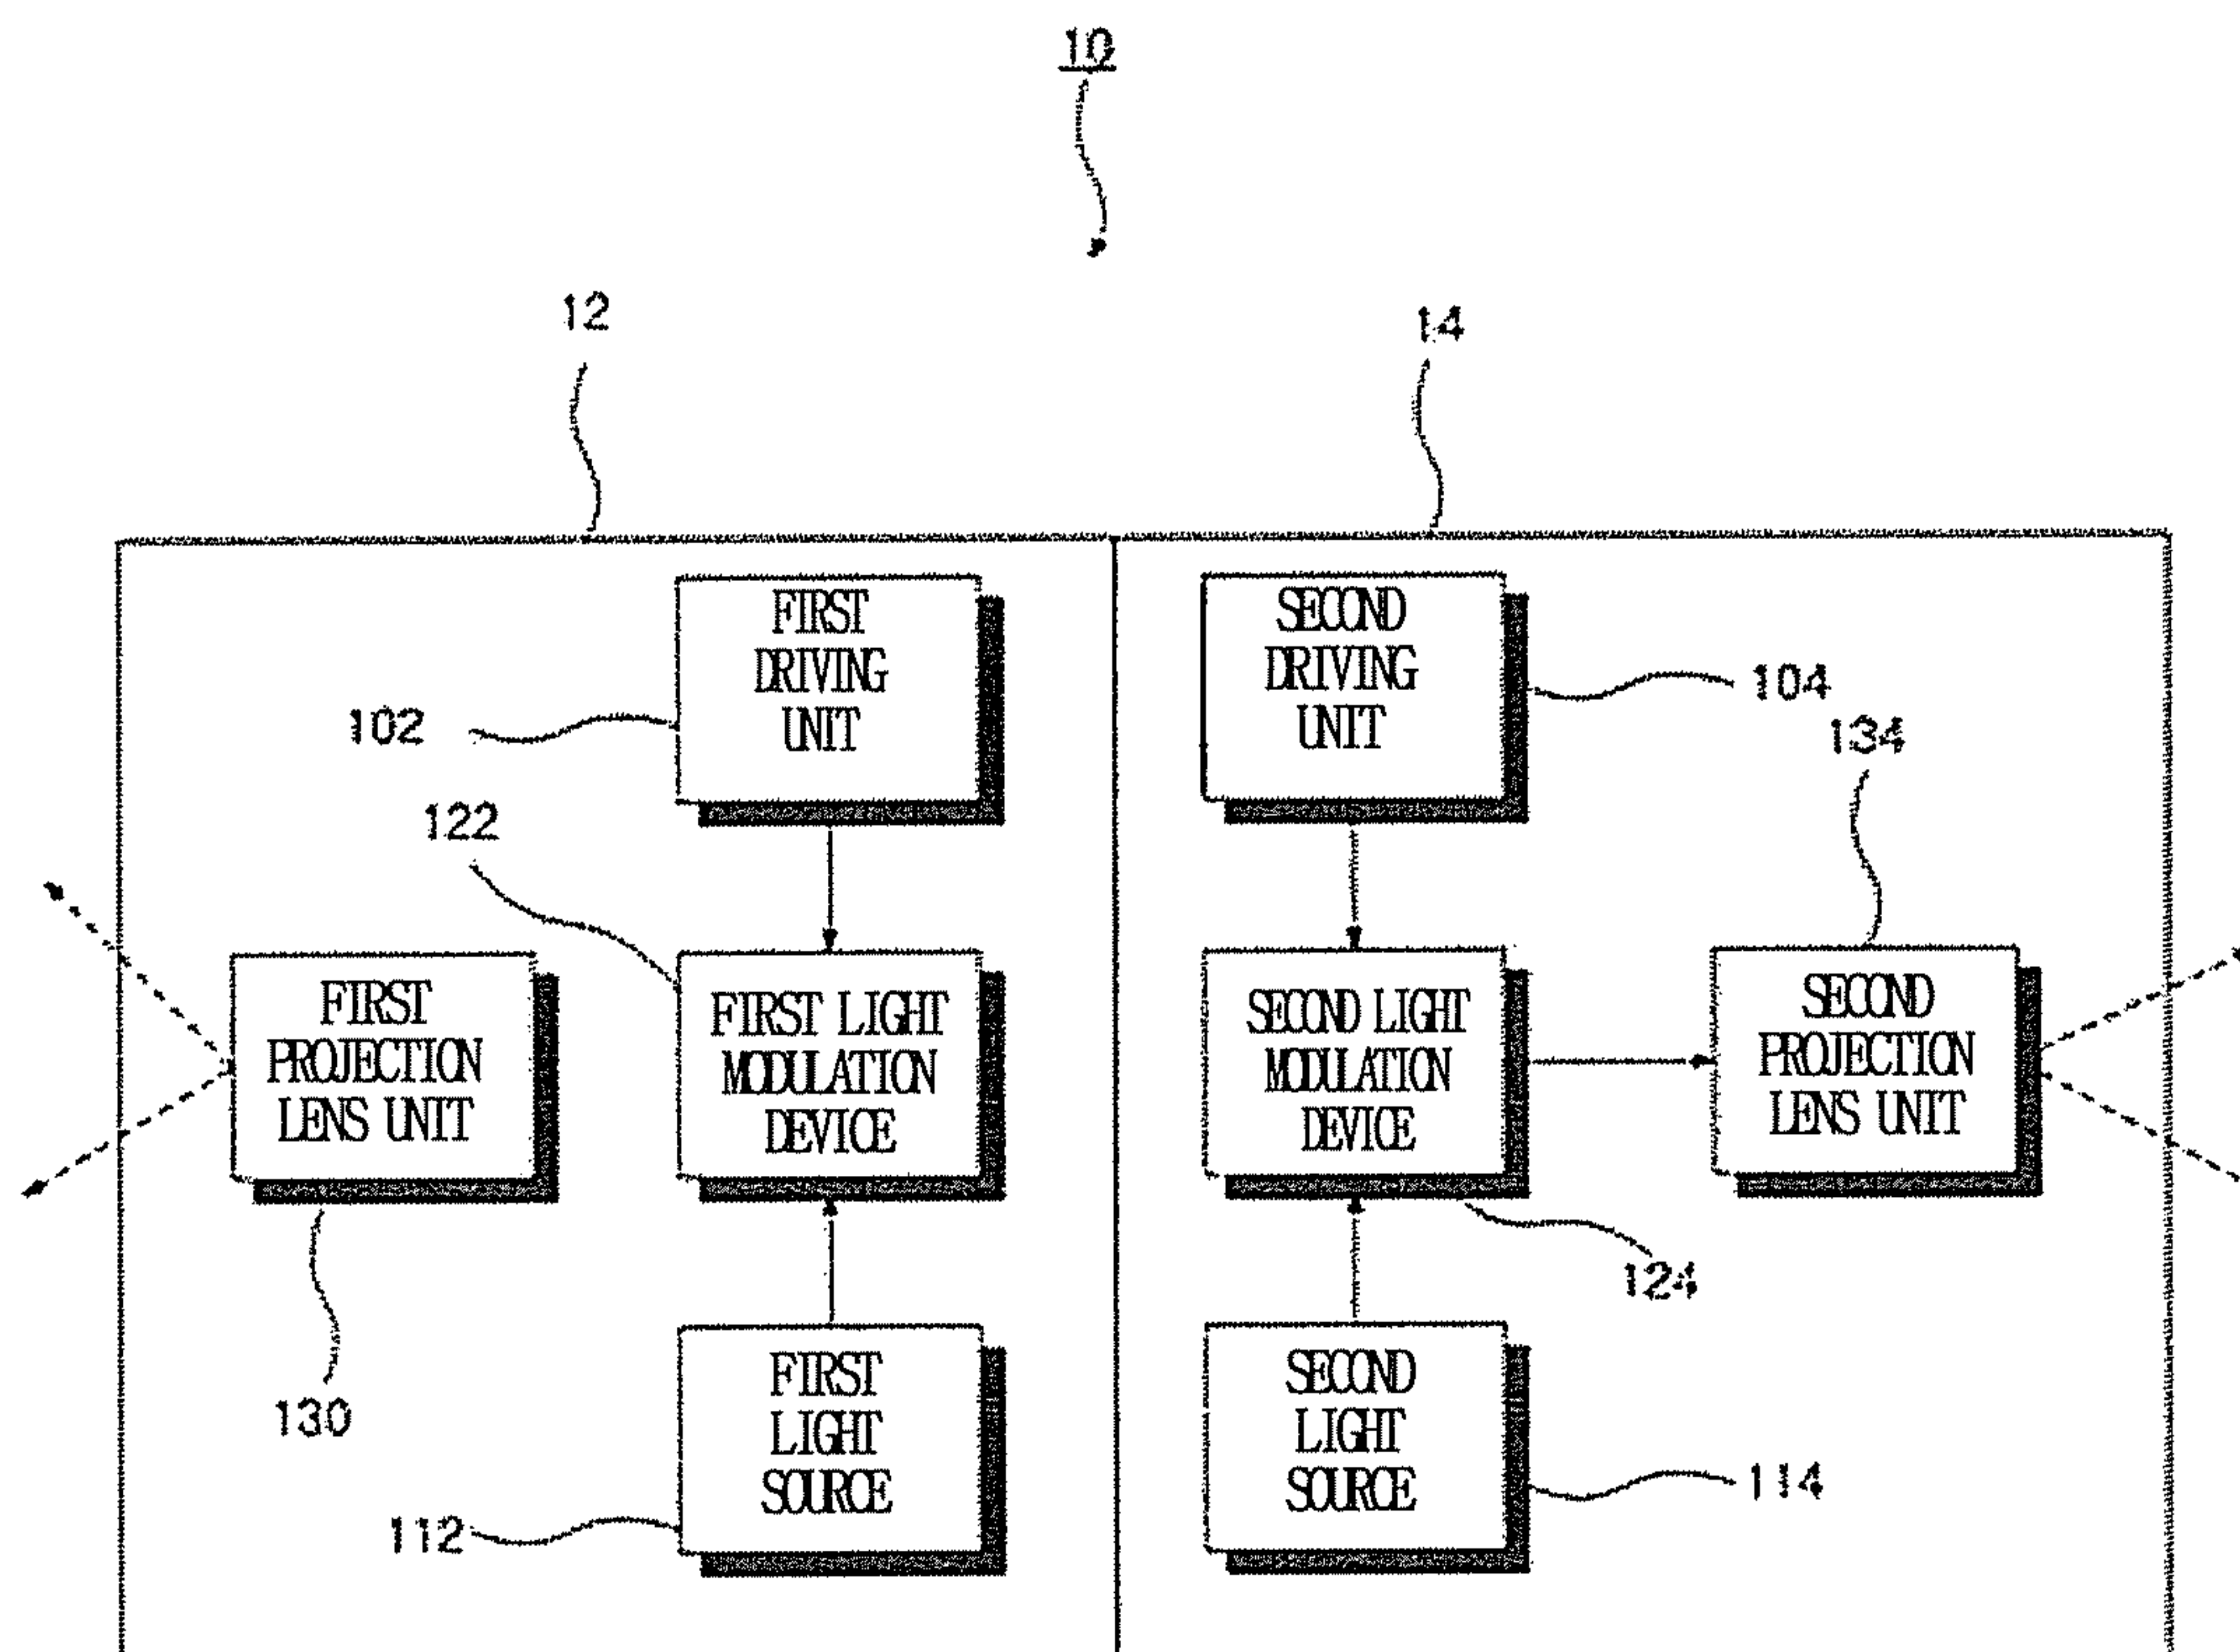 10
12
14
FIRST
DRIVING
UNIT
SECOND
DRIVING
UNIT
102
104
134
122
FIRST
PROJECTION
LENS UNIT
FIRST LIGHT
MODULATION
DEVICE
SECOND LIGHT
MODULATION
DEVICE
SECOND
PROJECTION
LENS UNIT
124
130
FIRST
LIGHT
SOURCE
SECOND
LIGHT
SOURCE
112
114